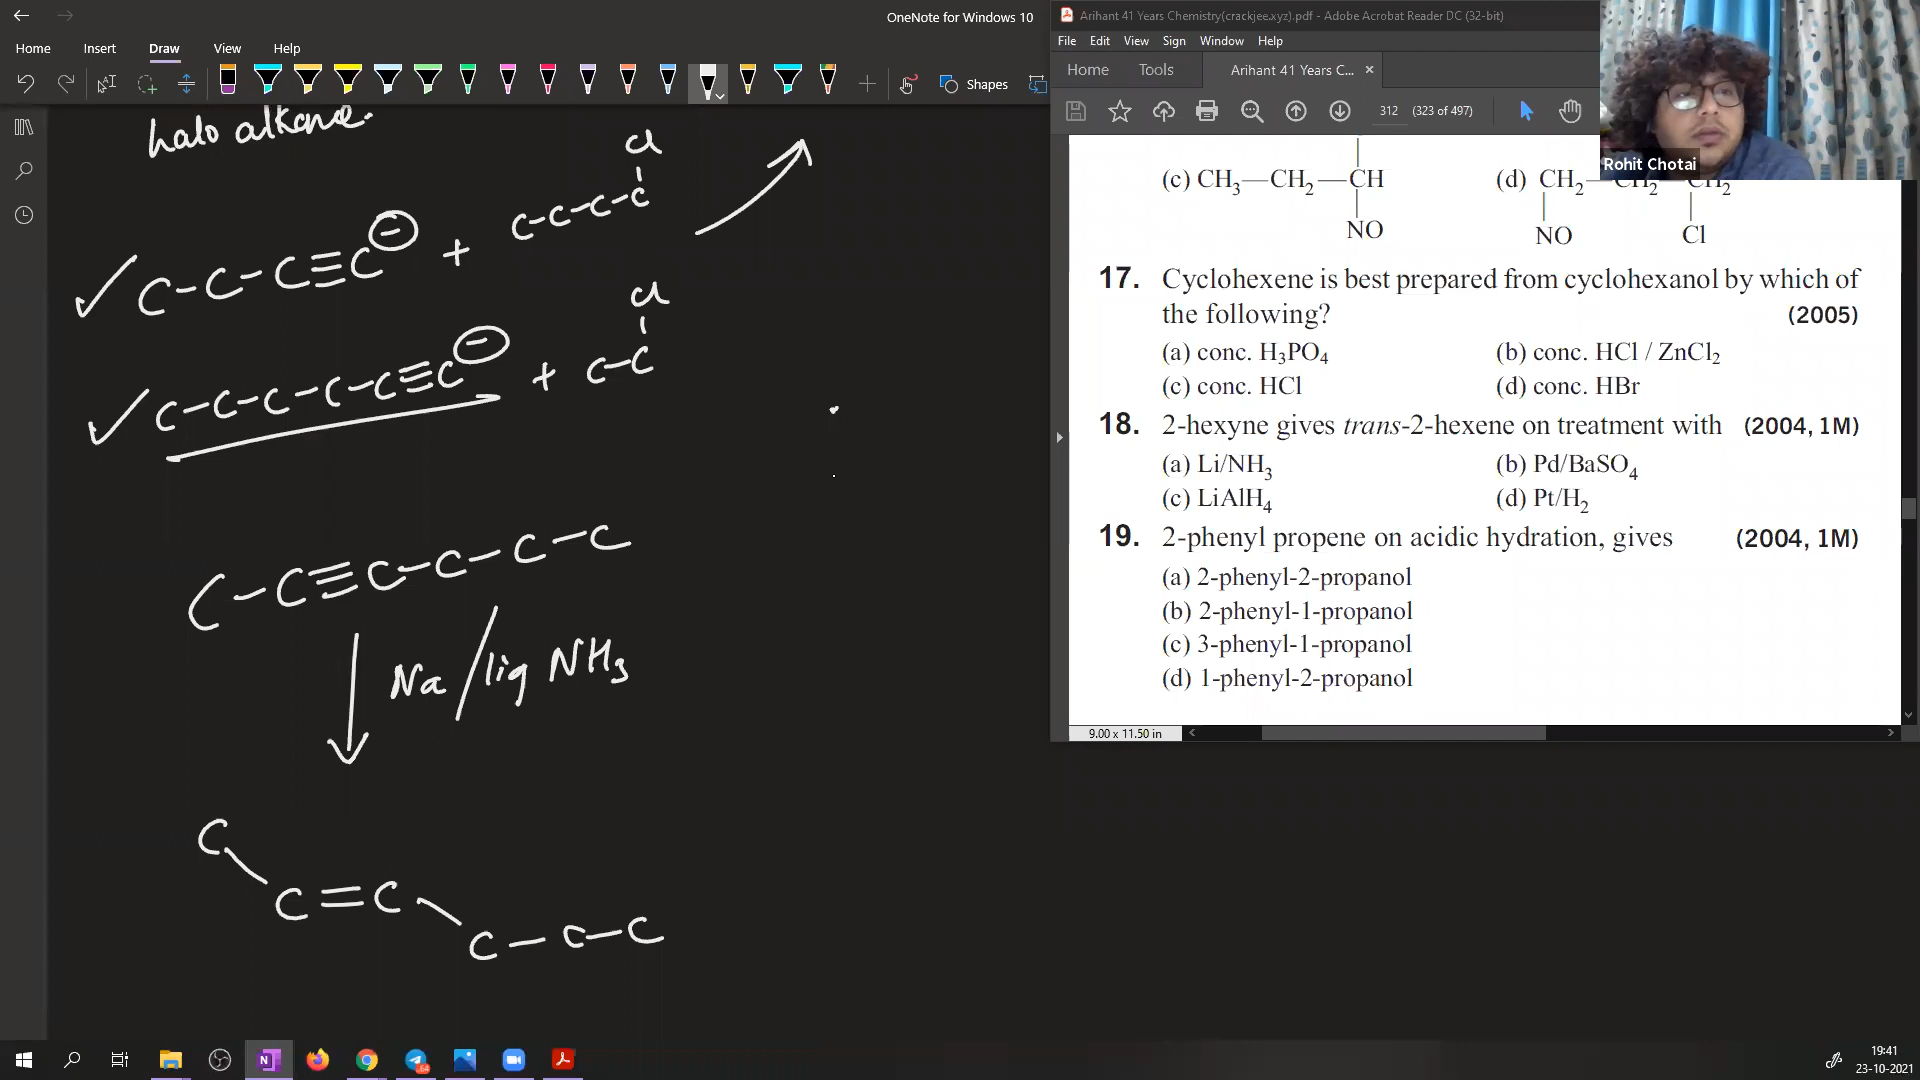 OneNote for Windows 10
Home Insert Draw View Help
Shapes
halo alkane.
Cl
C-C-C-C
C-C-C≡C⊖ +
Cl
C-C-C-C-C≡C⊖ + C-C
C-C≡C-C-C-C
Na/liq NH3
C
C=C
C-C-C
Arihant 41 Years Chemistry(crackjee.xyz).pdf - Adobe Acrobat Reader DC (32-bit)
File Edit View Sign Window Help
Home Tools Arihant 41 Years C... ×
312 (323 of 497)
Rohit Chotai
(c) CH3—CH2—CH (d) CH2—CH2—CH2
NO NO Cl
17. Cyclohexene is best prepared from cyclohexanol by which of
the following? (2005)
(a) conc. H3PO4 (b) conc. HCl / ZnCl2
(c) conc. HCl (d) conc. HBr
18. 2-hexyne gives trans-2-hexene on treatment with (2004, 1M)
(a) Li/NH3 (b) Pd/BaSO4
(c) LiAlH4 (d) Pt/H2
19. 2-phenyl propene on acidic hydration, gives (2004, 1M)
(a) 2-phenyl-2-propanol
(b) 2-phenyl-1-propanol
(c) 3-phenyl-1-propanol
(d) 1-phenyl-2-propanol
9.00 x 11.50 in
19:41
23-10-2021